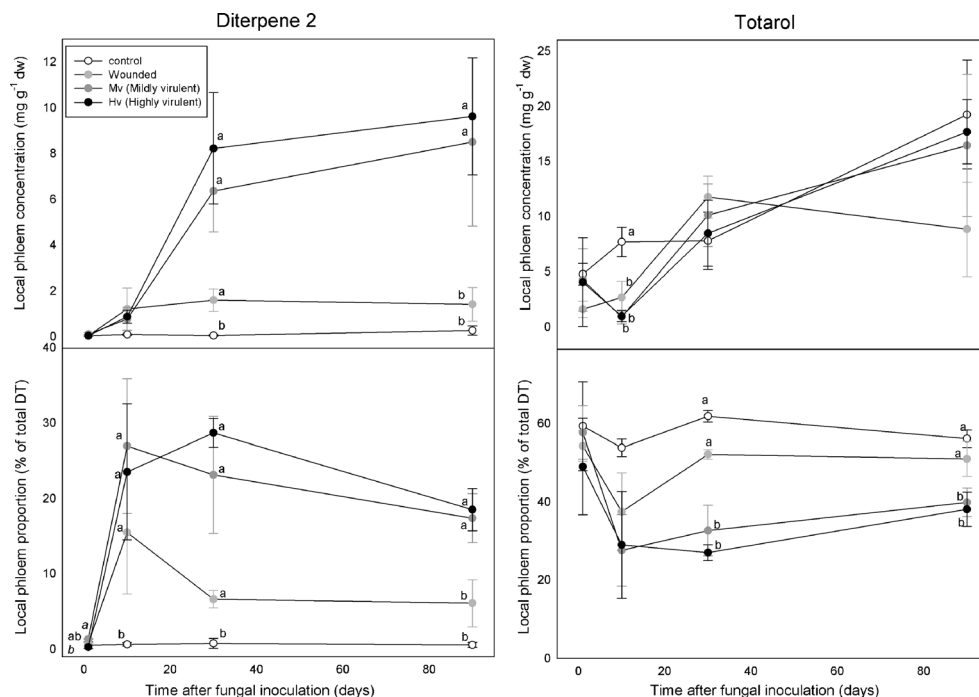 Diterpene 2
Totarol
Local phloem concentration (mg g⁻¹ dw)
12
10
8
6
4
2
0
control
Wounded
Mv (Mildly virulent)
Hv (Highly virulent)
a
a
a
a
b
b
b
b
Local phloem concentration (mg g⁻¹ dw)
25
20
15
10
5
0
a
b
b
b
Local phloem proportion (% of total DT)
30
20
10
0
a
ab
b
a
a
a
b
a
a
a
b
a
a
b
b
Local phloem proportion (% of total DT)
60
40
20
0
a
a
b
b
a
a
b
b
0 20 40 60 80
Time after fungal inoculation (days)
0 20 40 60 80
Time after fungal inoculation (days)